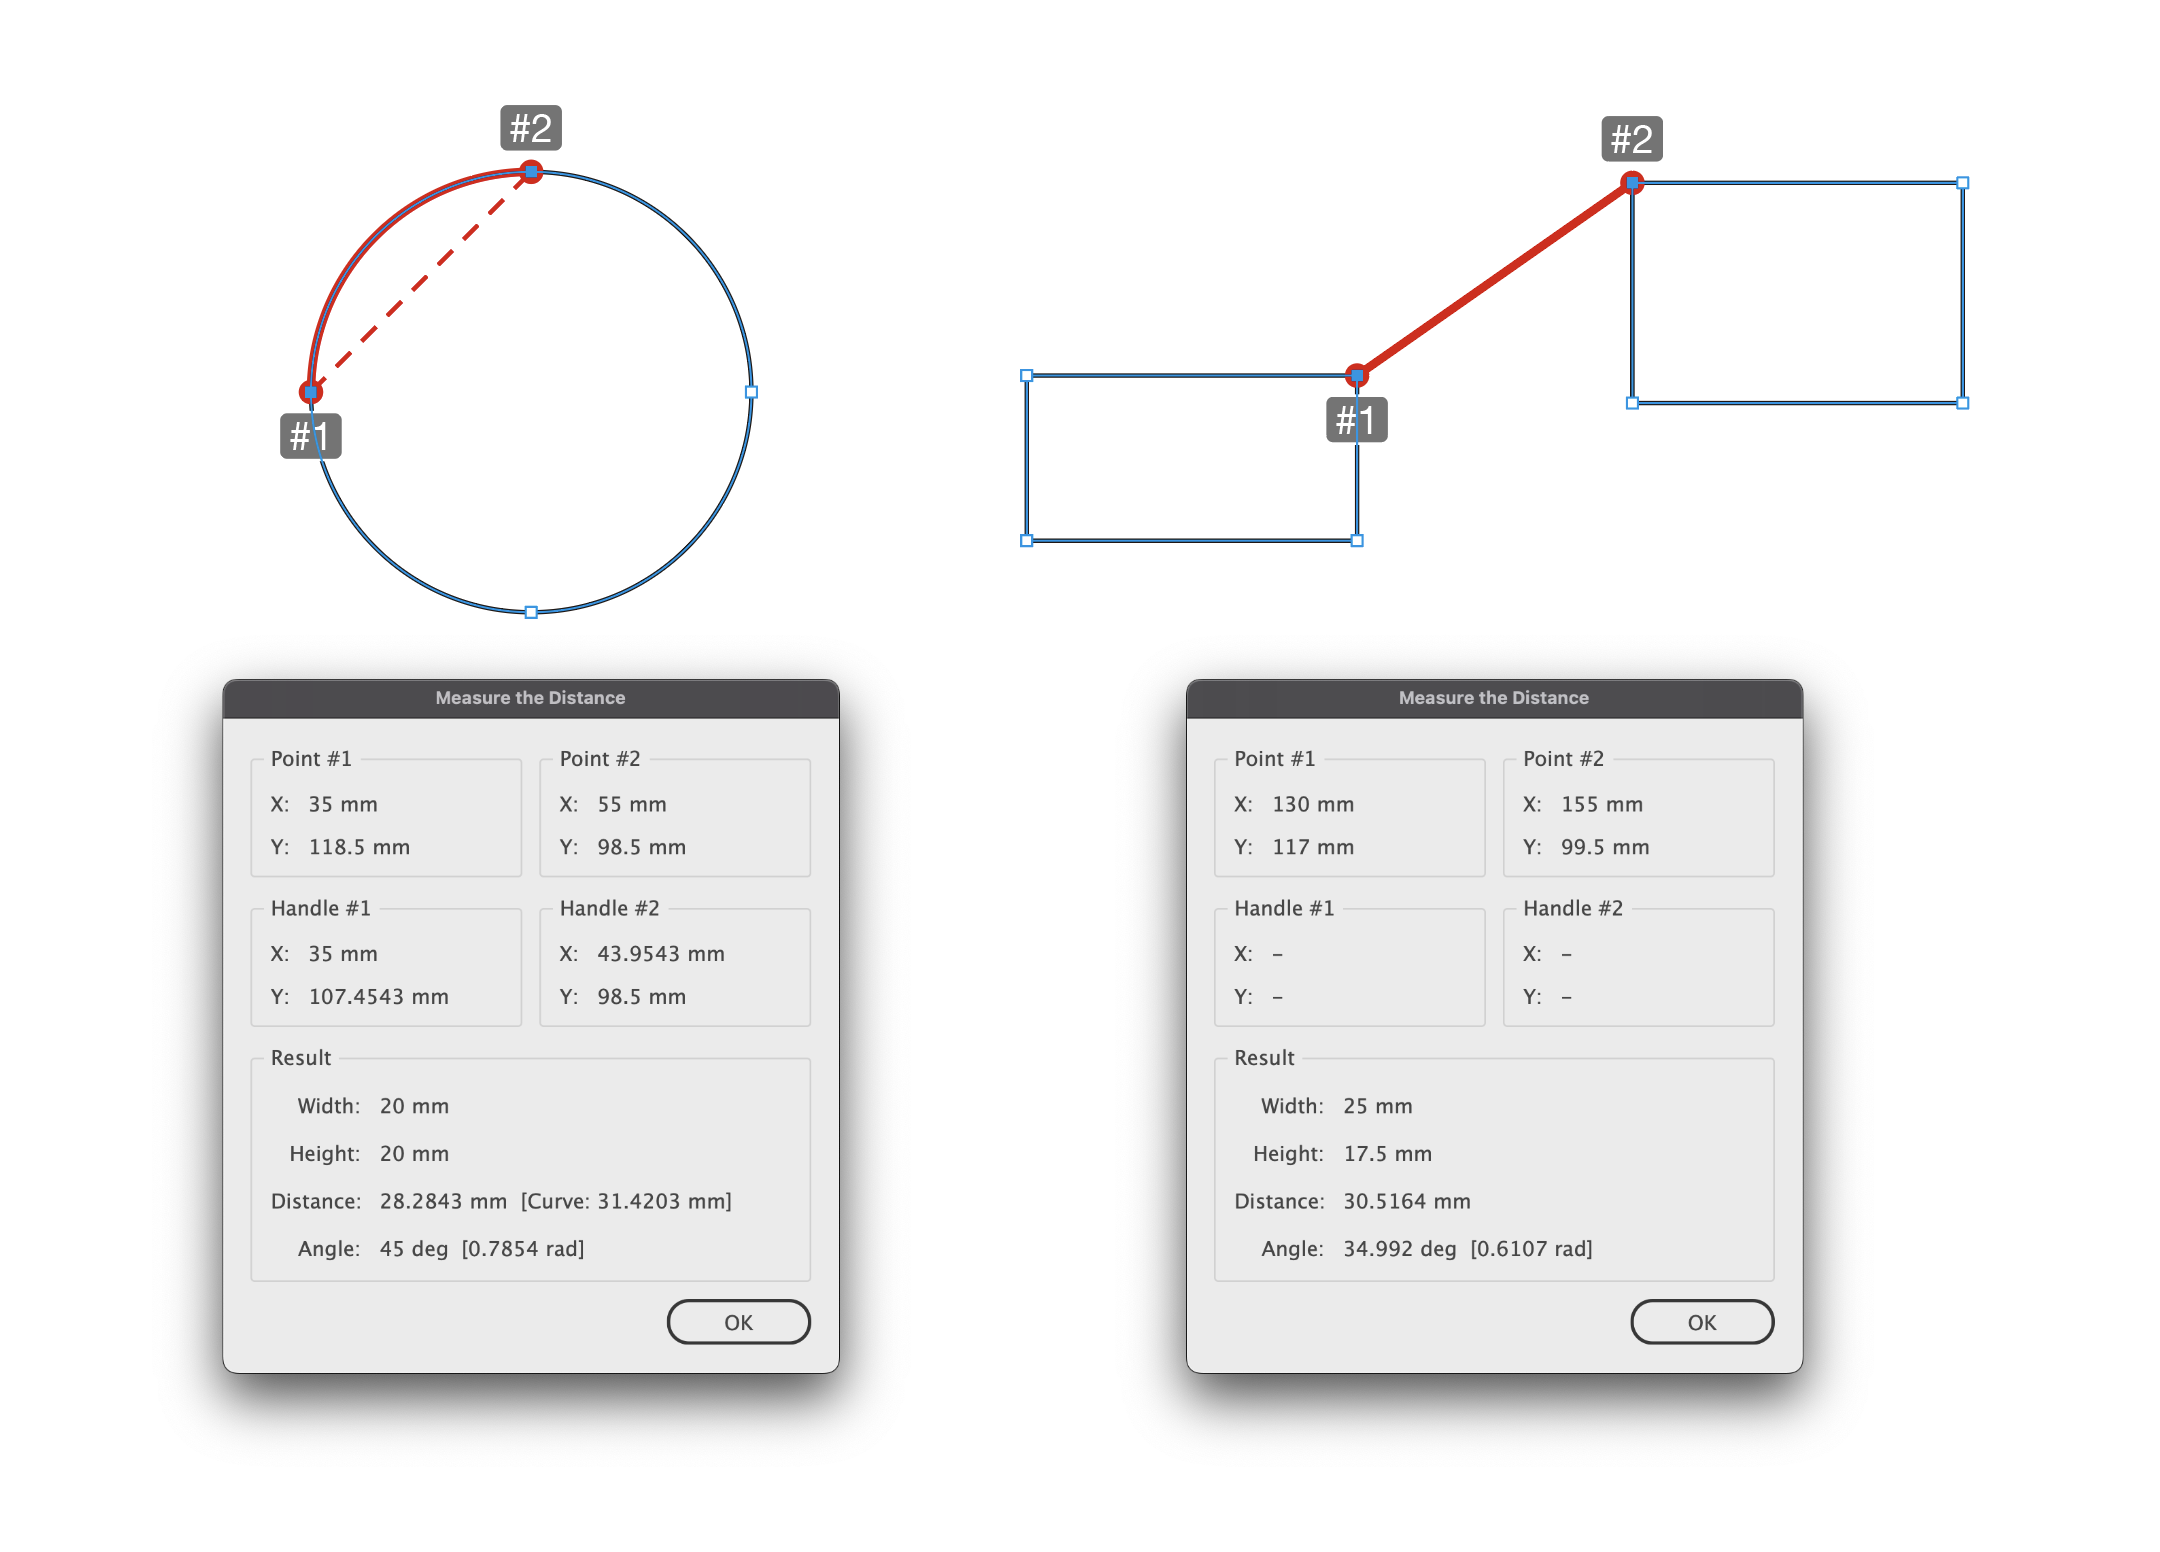 #2
#1
#2
#1
Measure the Distance
Point #1
X: 35 mm
Y: 118.5 mm
Point #2
X: 55 mm
Y: 98.5 mm
Handle #1
X: 35 mm
Y: 107.4543 mm
Handle #2
X: 43.9543 mm
Y: 98.5 mm
Result
Width: 20 mm
Height: 20 mm
Distance: 28.2843 mm [Curve: 31.4203 mm]
Angle: 45 deg [0.7854 rad]
OK
Measure the Distance
Point #1
X: 130 mm
Y: 117 mm
Point #2
X: 155 mm
Y: 99.5 mm
Handle #1
X: –
Y: –
Handle #2
X: –
Y: –
Result
Width: 25 mm
Height: 17.5 mm
Distance: 30.5164 mm
Angle: 34.992 deg [0.6107 rad]
OK